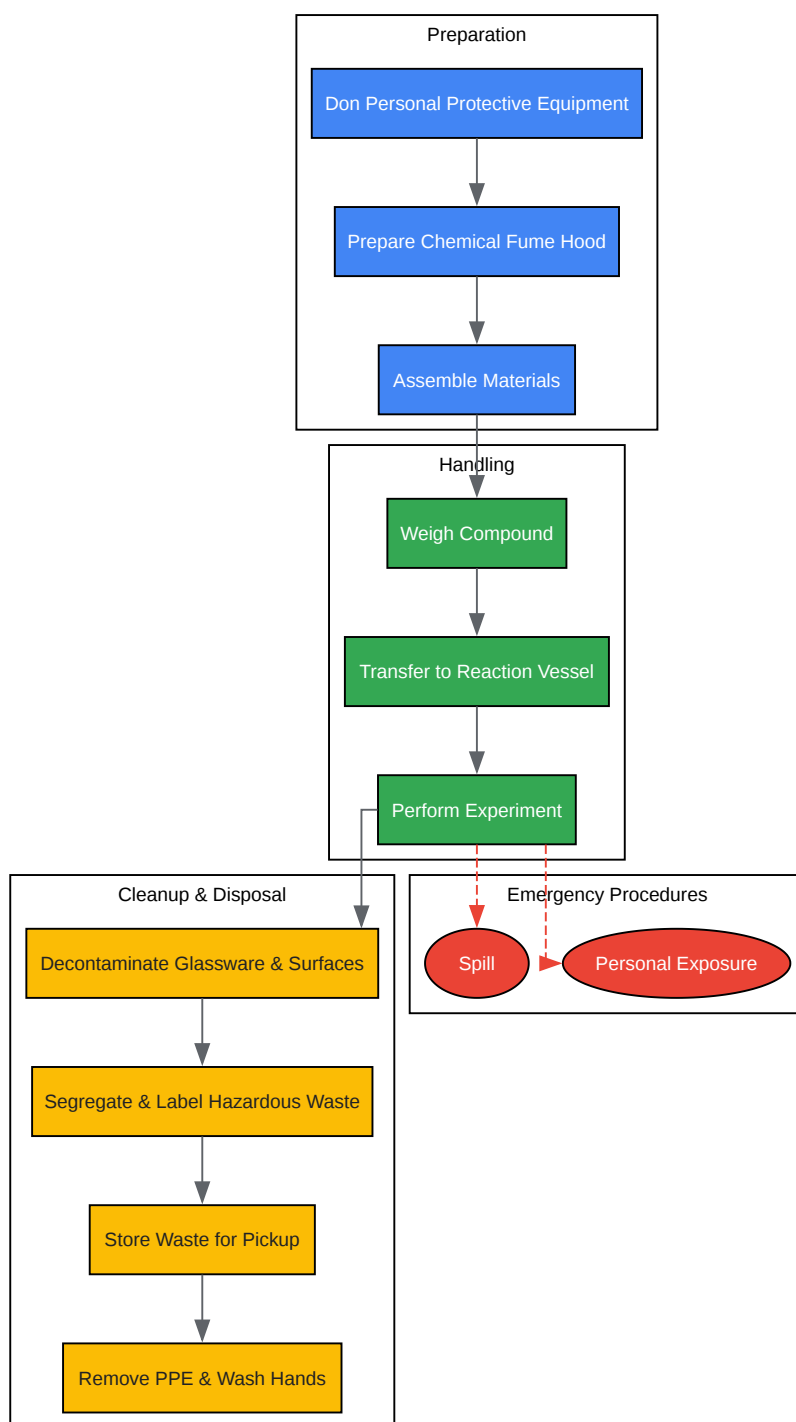 Preparation
Don Personal Protective Equipment
Prepare Chemical Fume Hood
Assemble Materials
Handling
Weigh Compound
Transfer to Reaction Vessel
Perform Experiment
Cleanup & Disposal
Decontaminate Glassware & Surfaces
Segregate & Label Hazardous Waste
Store Waste for Pickup
Remove PPE & Wash Hands
Emergency Procedures
Spill
Personal Exposure